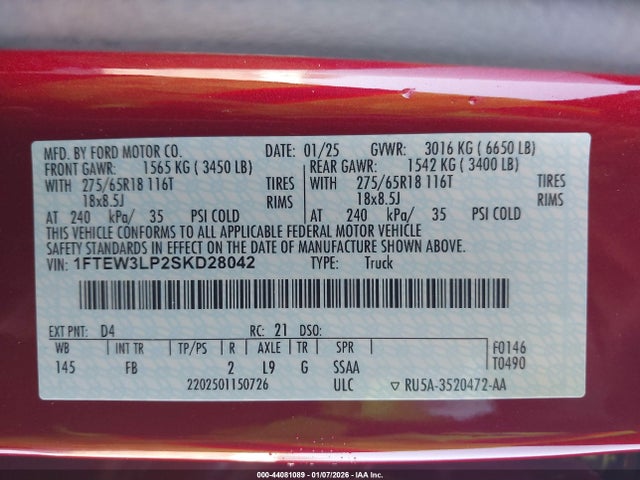 MFD. BY FORD MOTOR CO. DATE: 01/25 GVWR: 3016 KG ( 6650 LB)
FRONT GAWR: 1565 KG ( 3450 LB) REAR GAWR: 1542 KG ( 3400 LB)
WITH 275/65R18 116T TIRES WITH 275/65R18 116T TIRES
18x8.5J RIMS 18x8.5J RIMS
AT 240 kPa/ 35 PSI COLD AT 240 kPa/ 35 PSI COLD
THIS VEHICLE CONFORMS TO ALL APPLICABLE FEDERAL MOTOR VEHICLE
SAFETY STANDARDS IN EFFECT ON THE DATE OF MANUFACTURE SHOWN ABOVE.
VIN: 1FTEW3LP2SKD28042 TYPE: Truck
EXT PNT: D4 RC: 21 DSO:
WB INT TR TP/PS R AXLE TR SPR F0146
145 FB 2 L9 G SSAA T0490
2202501150726 ULC ▽ RU5A-3520472-AA
000-44081089 - 01/07/2026 - IAA Inc.